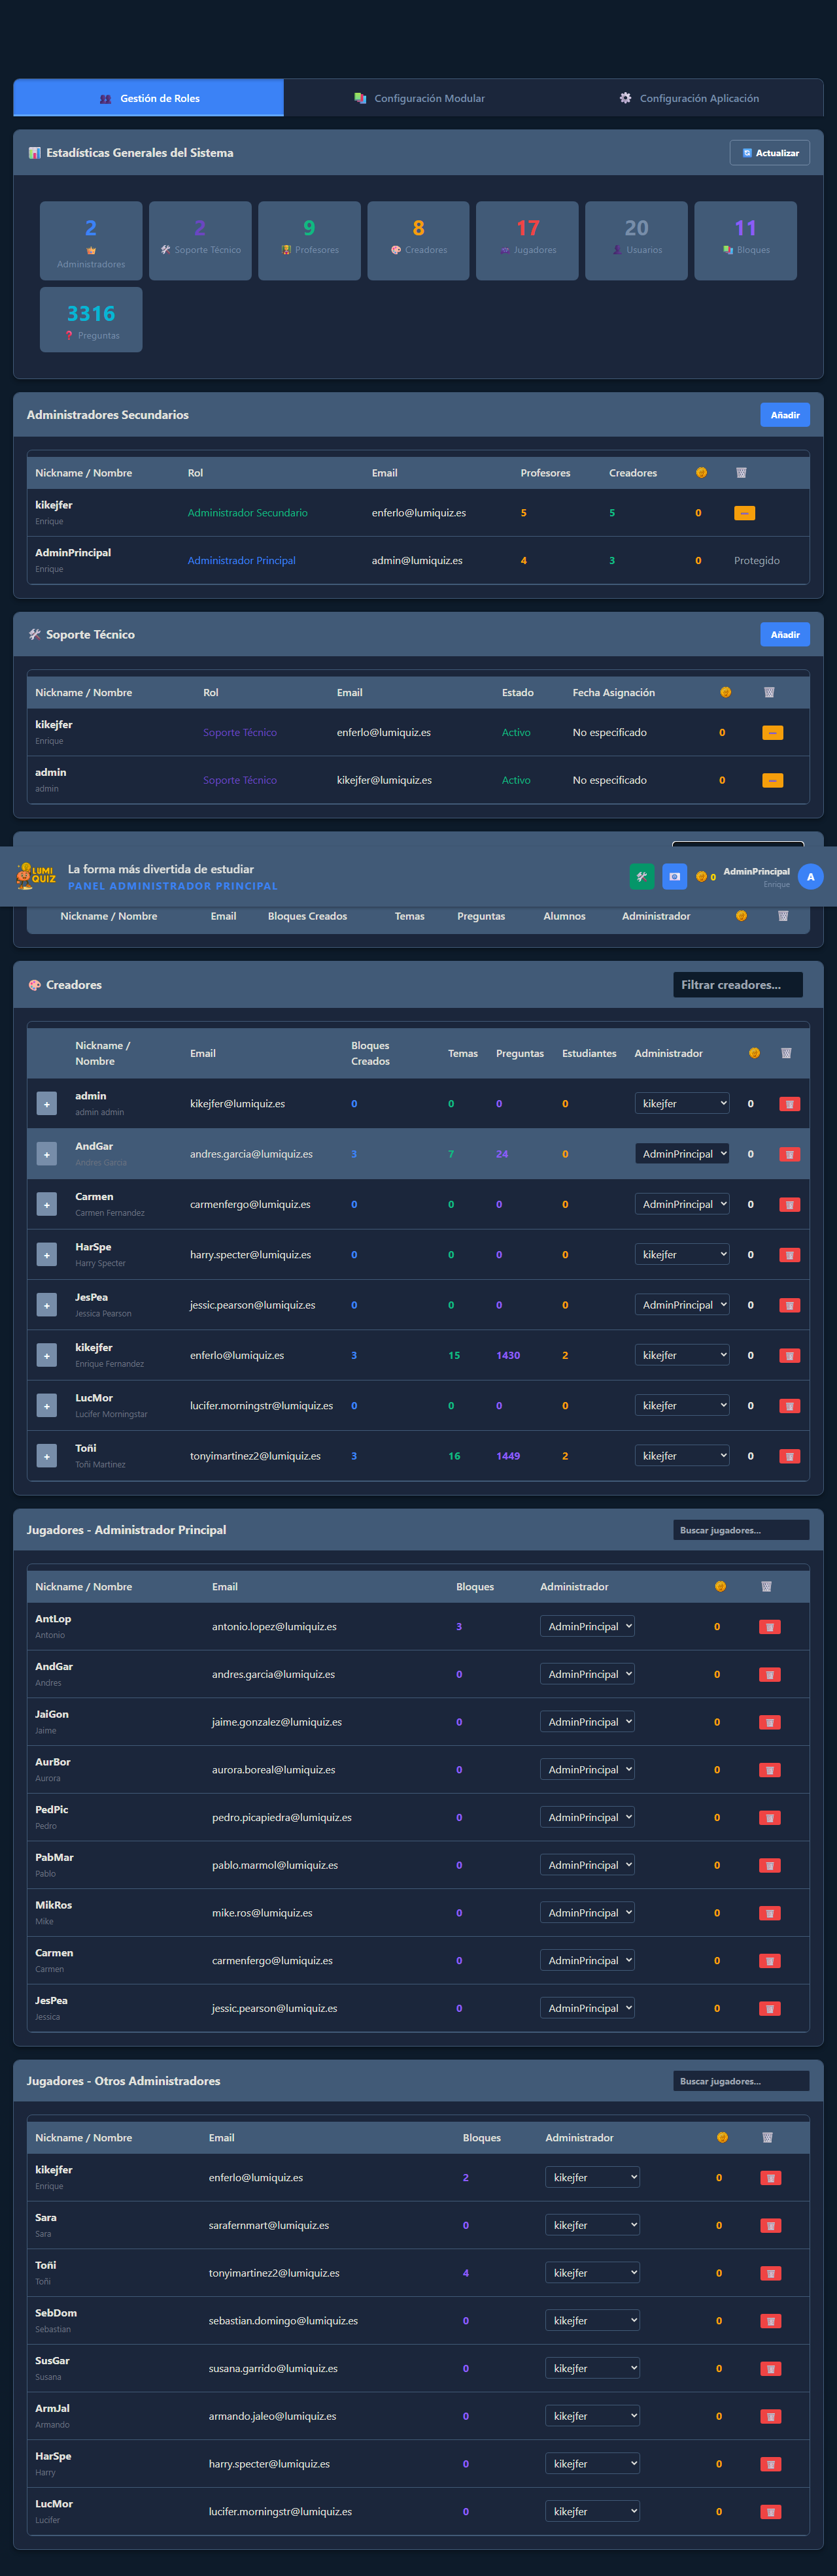 Gestión de Roles
Configuración Modular
Configuración Aplicación
Estadísticas Generales del Sistema
Actualizar
2
Administradores
2
Soporte Técnico
9
Profesores
8
Creadores
17
Jugadores
20
Usuarios
11
Bloques
3316
Preguntas
Administradores Secundarios
Añadir
Nickname / Nombre Rol Email Profesores Creadores
kikejfer
Enrique
Administrador Secundario enferlo@lumiquiz.es 5 5 0
AdminPrincipal
Enrique
Administrador Principal admin@lumiquiz.es 4 3 0 Protegido
Soporte Técnico
Añadir
Nickname / Nombre Rol Email Estado Fecha Asignación
kikejfer
Enrique
Soporte Técnico enferlo@lumiquiz.es Activo No especificado 0
admin
admin
Soporte Técnico kikejfer@lumiquiz.es Activo No especificado 0
LUMI
QUIZ
La forma más divertida de estudiar
PANEL ADMINISTRADOR PRINCIPAL
0
AdminPrincipal
Enrique
A
Nickname / Nombre Email Bloques Creados Temas Preguntas Alumnos Administrador
Creadores
Filtrar creadores...
Nickname /
Nombre
Email
Bloques
Creados
Temas Preguntas Estudiantes Administrador
+ admin
admin admin
kikejfer@lumiquiz.es 0 0 0 0 kikejfer 0
+ AndGar
Andres Garcia
andres.garcia@lumiquiz.es 3 7 24 0 AdminPrincipal 0
+ Carmen
Carmen Fernandez
carmenfergo@lumiquiz.es 0 0 0 0 AdminPrincipal 0
+ HarSpe
Harry Specter
harry.specter@lumiquiz.es 0 0 0 0 kikejfer 0
+ JesPea
Jessica Pearson
jessic.pearson@lumiquiz.es 0 0 0 0 AdminPrincipal 0
+ kikejfer
Enrique Fernandez
enferlo@lumiquiz.es 3 15 1430 2 kikejfer 0
+ LucMor
Lucifer Morningstar
lucifer.morningstr@lumiquiz.es 0 0 0 0 kikejfer 0
+ Toñi
Toñi Martinez
tonyimartinez2@lumiquiz.es 3 16 1449 2 kikejfer 0
Jugadores - Administrador Principal
Buscar jugadores...
Nickname / Nombre Email Bloques Administrador
AntLop
Antonio
antonio.lopez@lumiquiz.es 3 AdminPrincipal 0
AndGar
Andres
andres.garcia@lumiquiz.es 0 AdminPrincipal 0
JaiGon
Jaime
jaime.gonzalez@lumiquiz.es 0 AdminPrincipal 0
AurBor
Aurora
aurora.boreal@lumiquiz.es 0 AdminPrincipal 0
PedPic
Pedro
pedro.picapiedra@lumiquiz.es 0 AdminPrincipal 0
PabMar
Pablo
pablo.marmol@lumiquiz.es 0 AdminPrincipal 0
MikRos
Mike
mike.ros@lumiquiz.es 0 AdminPrincipal 0
Carmen
Carmen
carmenfergo@lumiquiz.es 0 AdminPrincipal 0
JesPea
Jessica
jessic.pearson@lumiquiz.es 0 AdminPrincipal 0
Jugadores - Otros Administradores
Buscar jugadores...
Nickname / Nombre Email Bloques Administrador
kikejfer
Enrique
enferlo@lumiquiz.es 2 kikejfer 0
Sara
Sara
sarafernmart@lumiquiz.es 0 kikejfer 0
Toñi
Toñi
tonyimartinez2@lumiquiz.es 4 kikejfer 0
SebDom
Sebastian
sebastian.domingo@lumiquiz.es 0 kikejfer 0
SusGar
Susana
susana.garrido@lumiquiz.es 0 kikejfer 0
ArmJal
Armando
armando.jaleo@lumiquiz.es 0 kikejfer 0
HarSpe
Harry
harry.specter@lumiquiz.es 0 kikejfer 0
LucMor
Lucifer
lucifer.morningstr@lumiquiz.es 0 kikejfer 0